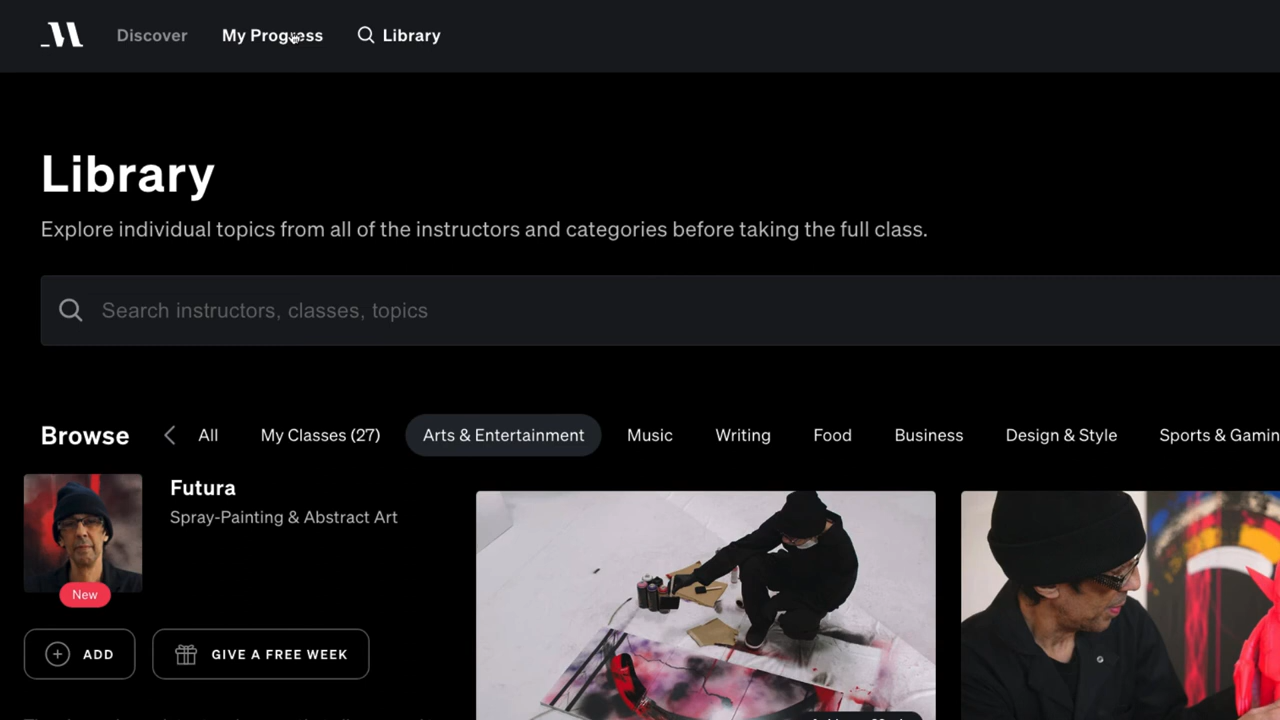 Discover My Progress Library
Library
Explore individual topics from all of the instructors and categories before taking the full class.
Search instructors, classes, topics
Browse All My Classes (27) Arts & Entertainment Music Writing Food Business Design & Style Sports & Gamin
Futura
Spray-Painting & Abstract Art
New
ADD GIVE A FREE WEEK